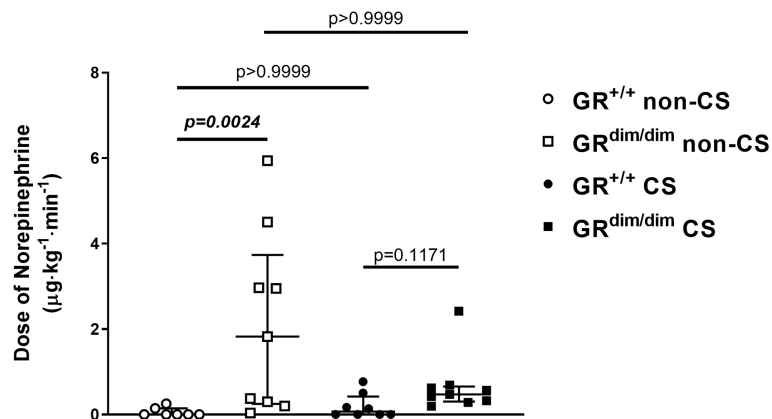 p>0.9999
p>0.9999
p=0.0024
p=0.1171
Dose of Norepinephrine
(μg·kg⁻¹·min⁻¹)
8
6
4
2
0
GR+/+ non-CS
GRdim/dim non-CS
GR+/+ CS
GRdim/dim CS